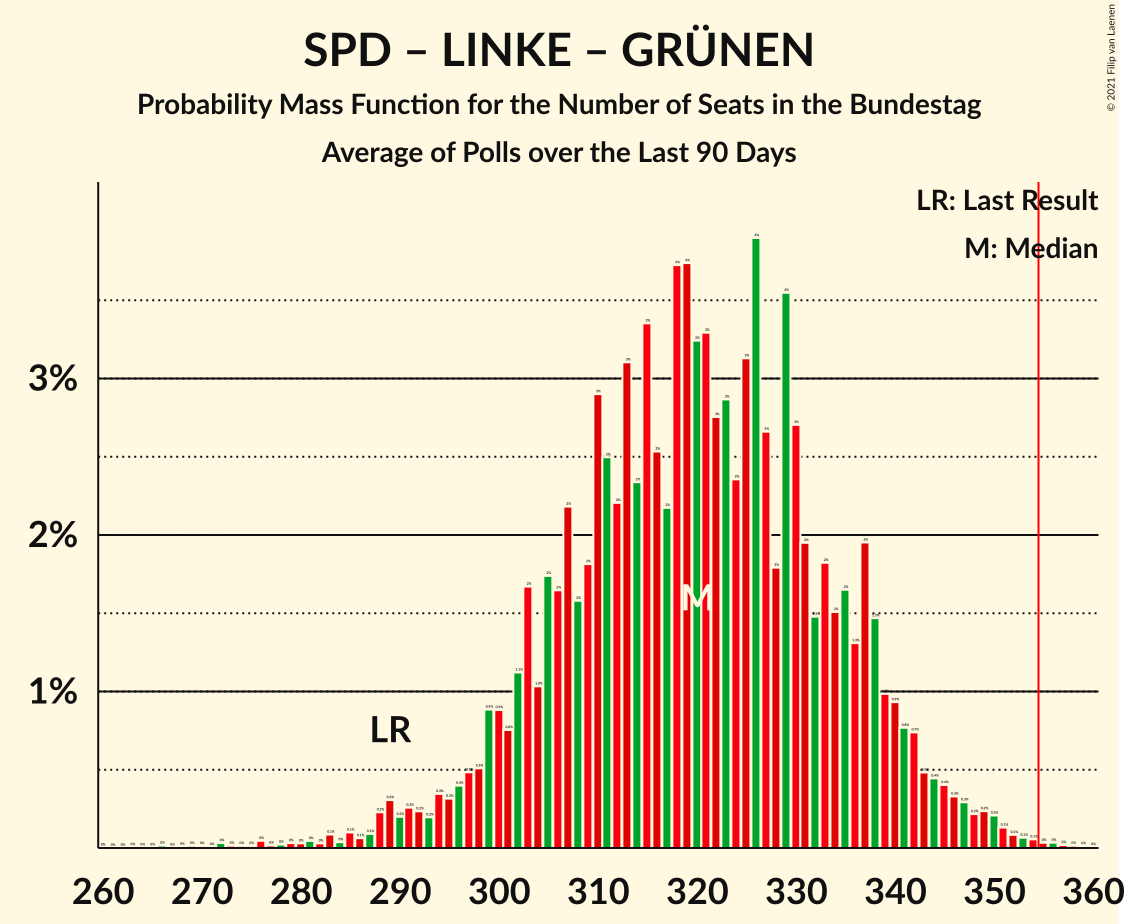 SPD – LINKE – GRÜNEN
Probability Mass Function for the Number of Seats in the Bundestag
Average of Polls over the Last 90 Days
© 2021 Filip van Laenen
LR: Last Result
M: Median
3%
2%
1%
LR
M
260 270 280 290 300 310 320 330 340 350 360